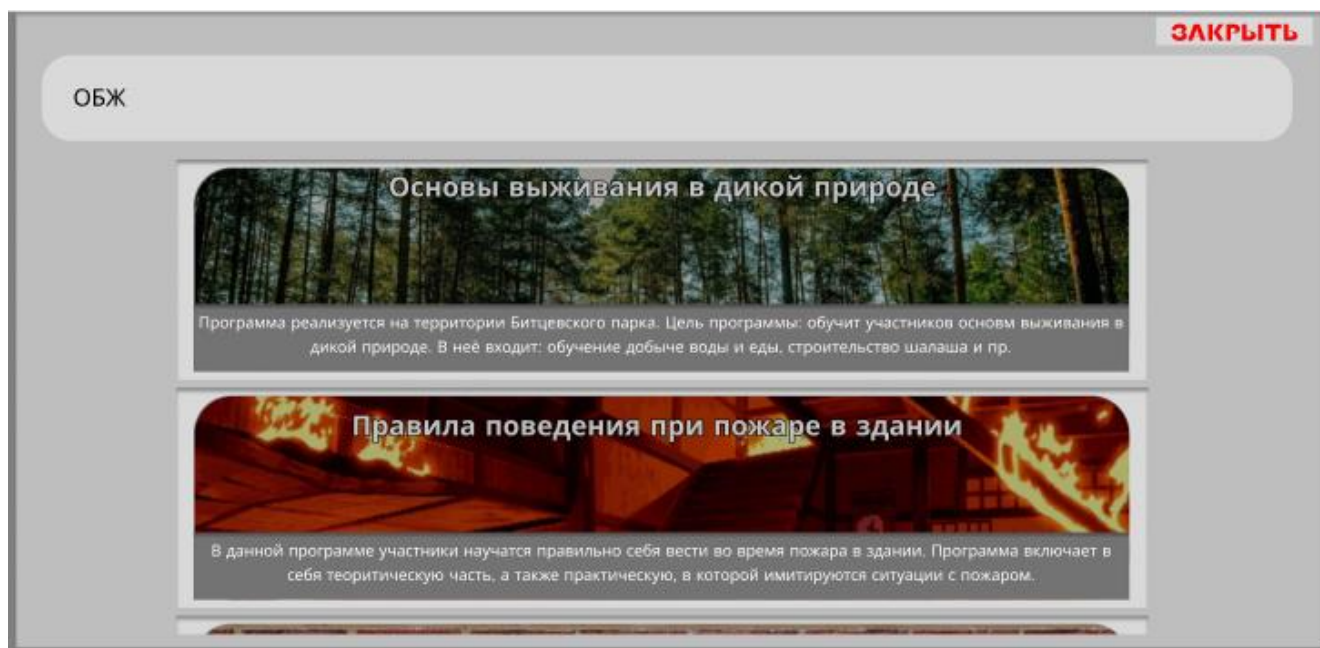 ЗАКРЫТЬ
ОБЖ
Основы выживания в дикой природе
Программа реализуется на территории Битцевского парка. Цель программы: обучит участников основм выживания в
дикой природе. В неё входит: обучение добыче воды и еды, строительство шалаша и пр.
Правила поведения при пожаре в здании
В данной программе участники научатся правильно себя вести во время пожара в здании. Программа включает в
себя теоритическую часть, а также практическую, в которой имитируются ситуации с пожаром.